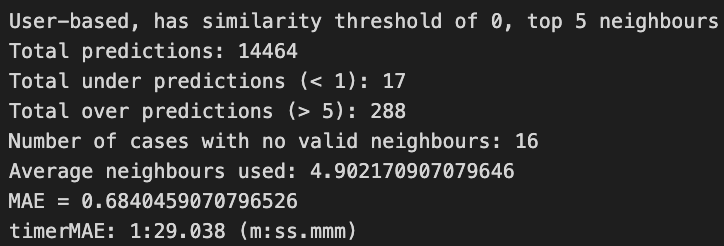 User-based, has similarity threshold of 0, top 5 neighbours
Total predictions: 14464
Total under predictions (< 1): 17
Total over predictions (> 5): 288
Number of cases with no valid neighbours: 16
Average neighbours used: 4.902170907079646
MAE = 0.6840459070796526
timerMAE: 1:29.038 (m:ss.mmm)